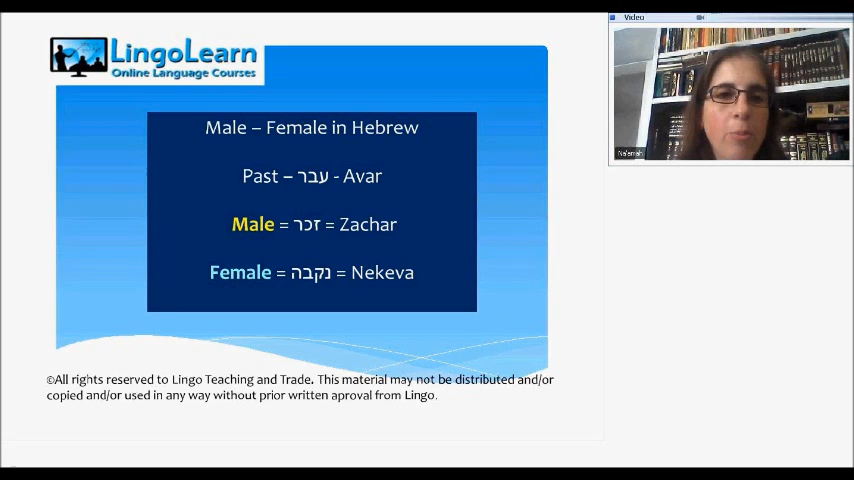 LingoLearn
Online Language Courses
Male – Female in Hebrew
Past – עבר - Avar
Male = זכר = Zachar
Female = נקבה = Nekeva
©All rights reserved to Lingo Teaching and Trade. This material may not be distributed and/or
copied and/or used in any way without prior written aproval from Lingo.
Video
Na'amah